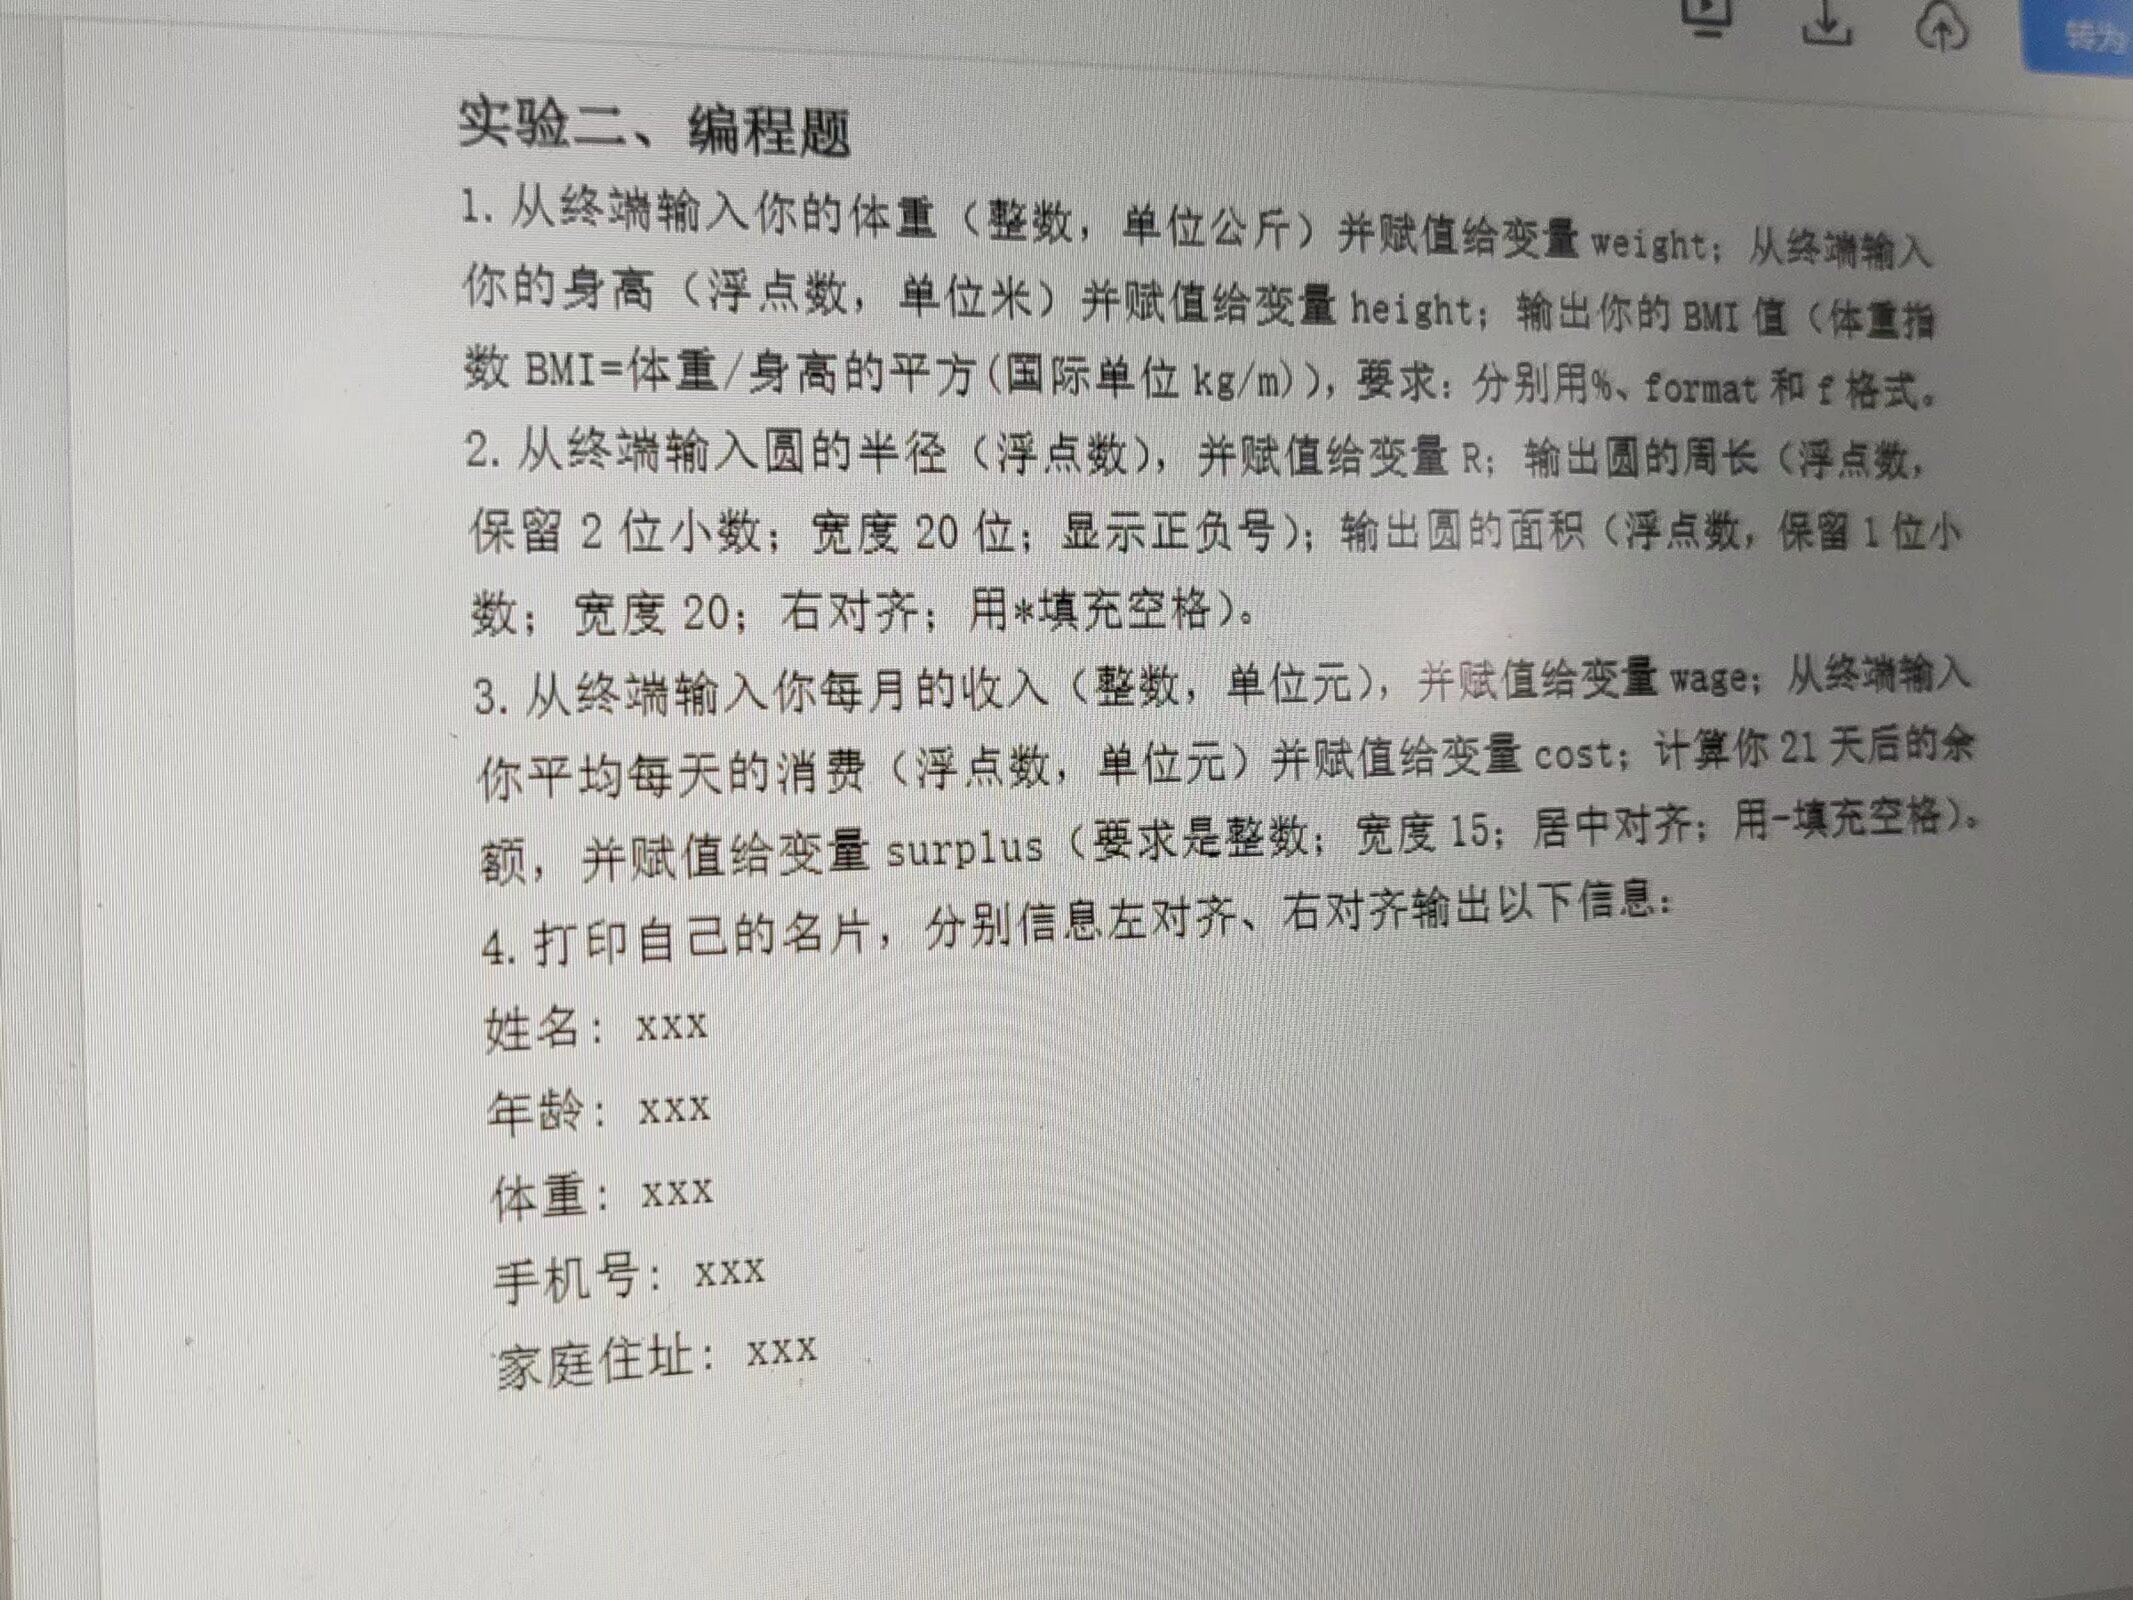 转为
实验二、编程题
1. 从终端输入你的体重（整数，单位公斤）并赋值给变量 weight；从终端输入
你的身高（浮点数，单位米）并赋值给变量 height；输出你的 BMI 值（体重指
数 BMI=体重/身高的平方(国际单位 kg/m)），要求：分别用%、format 和 f 格式。
2. 从终端输入圆的半径（浮点数），并赋值给变量 R；输出圆的周长（浮点数，
保留 2 位小数；宽度 20 位；显示正负号）；输出圆的面积（浮点数，保留 1 位小
数；宽度 20；右对齐；用*填充空格）。
3. 从终端输入你每月的收入（整数，单位元），并赋值给变量 wage；从终端输入
你平均每天的消费（浮点数，单位元）并赋值给变量 cost；计算你 21 天后的余
额，并赋值给变量 surplus（要求是整数；宽度 15；居中对齐；用-填充空格）。
4. 打印自己的名片，分别信息左对齐、右对齐输出以下信息：
姓名：xxx
年龄：xxx
体重：xxx
手机号：xxx
家庭住址：xxx